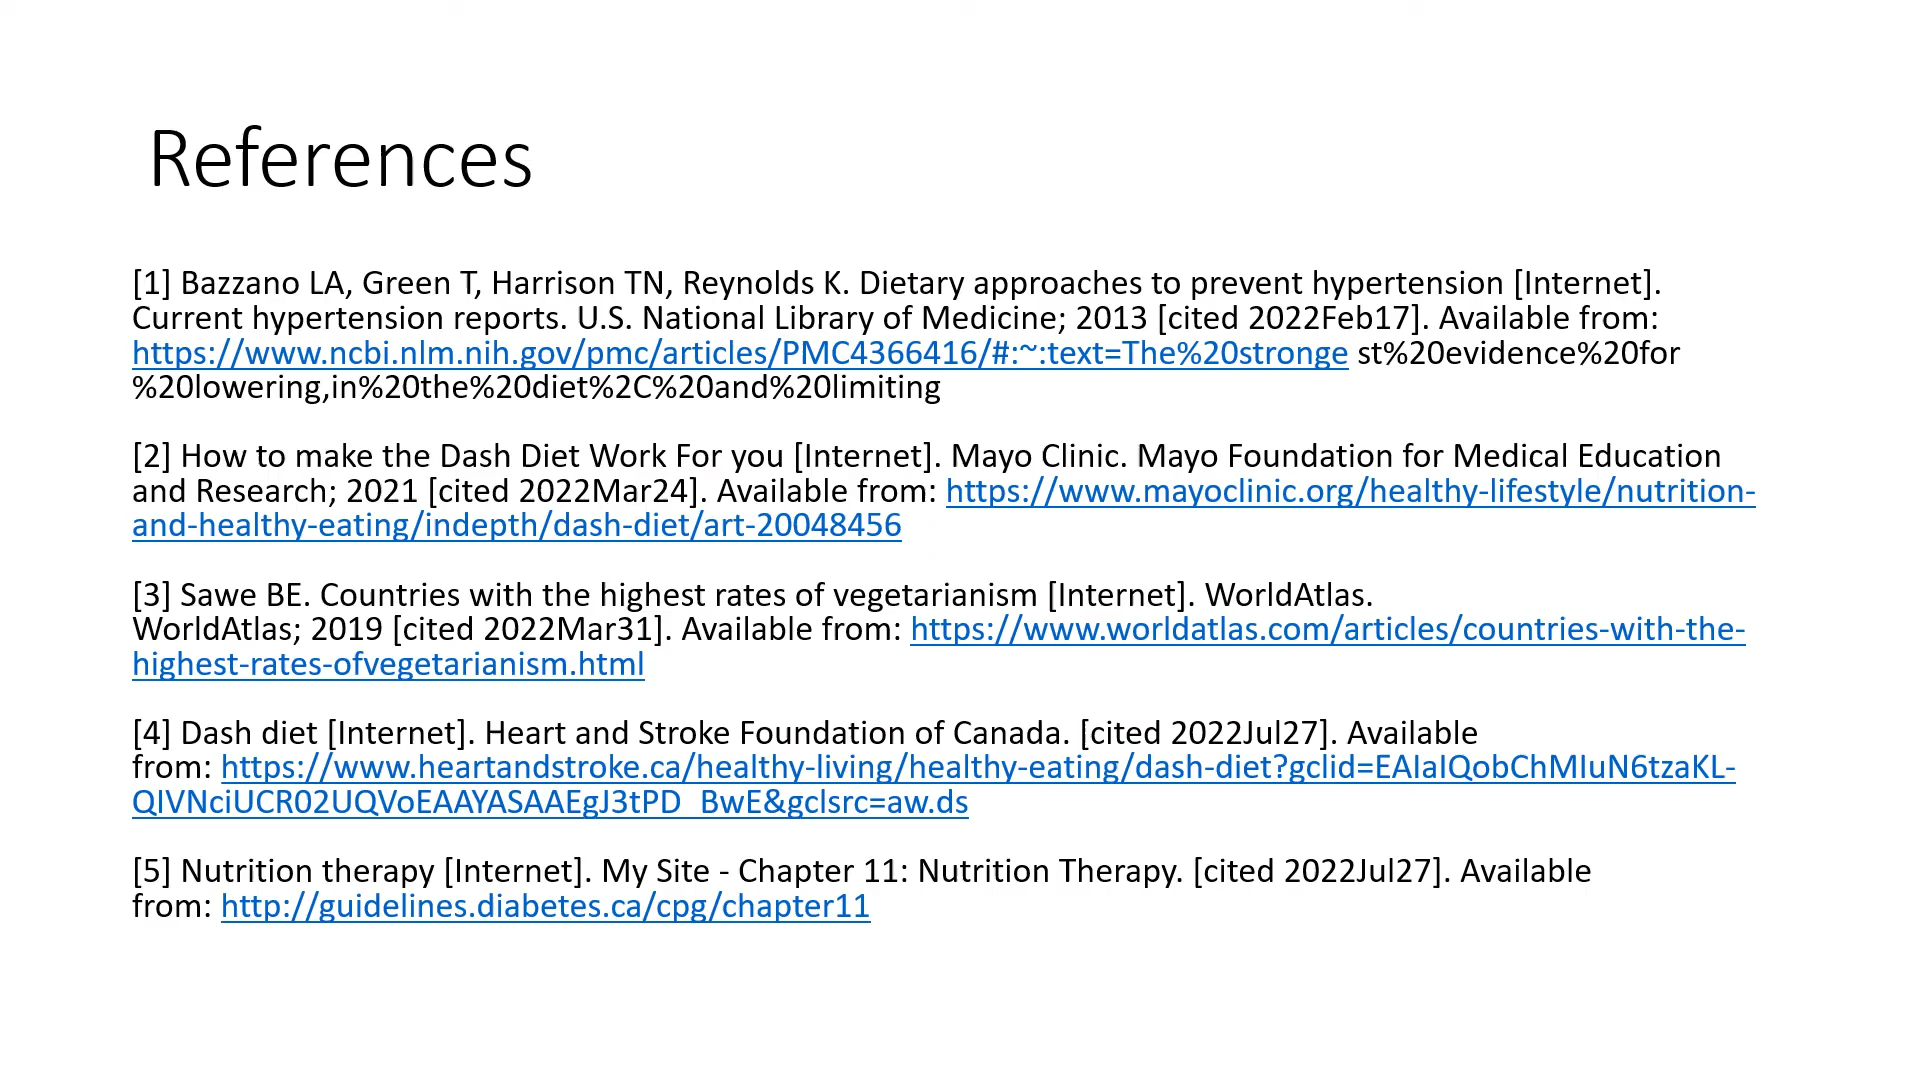 References
[1] Bazzano LA, Green T, Harrison TN, Reynolds K. Dietary approaches to prevent hypertension [Internet].
Current hypertension reports. U.S. National Library of Medicine; 2013 [cited 2022Feb17]. Available from:
https://www.ncbi.nlm.nih.gov/pmc/articles/PMC4366416/#:~:text=The%20stronge st%20evidence%20for
%20lowering,in%20the%20diet%2C%20and%20limiting
[2] How to make the Dash Diet Work For you [Internet]. Mayo Clinic. Mayo Foundation for Medical Education
and Research; 2021 [cited 2022Mar24]. Available from: https://www.mayoclinic.org/healthy-lifestyle/nutrition-
and-healthy-eating/indepth/dash-diet/art-20048456
[3] Sawe BE. Countries with the highest rates of vegetarianism [Internet]. WorldAtlas.
WorldAtlas; 2019 [cited 2022Mar31]. Available from: https://www.worldatlas.com/articles/countries-with-the-
highest-rates-ofvegetarianism.html
[4] Dash diet [Internet]. Heart and Stroke Foundation of Canada. [cited 2022Jul27]. Available
from: https://www.heartandstroke.ca/healthy-living/healthy-eating/dash-diet?gclid=EAIaIQobChMIuN6tzaKL-
QIVNciUCR02UQVoEAAYASAAEgJ3tPD_BwE&gclsrc=aw.ds
[5] Nutrition therapy [Internet]. My Site - Chapter 11: Nutrition Therapy. [cited 2022Jul27]. Available
from: http://guidelines.diabetes.ca/cpg/chapter11